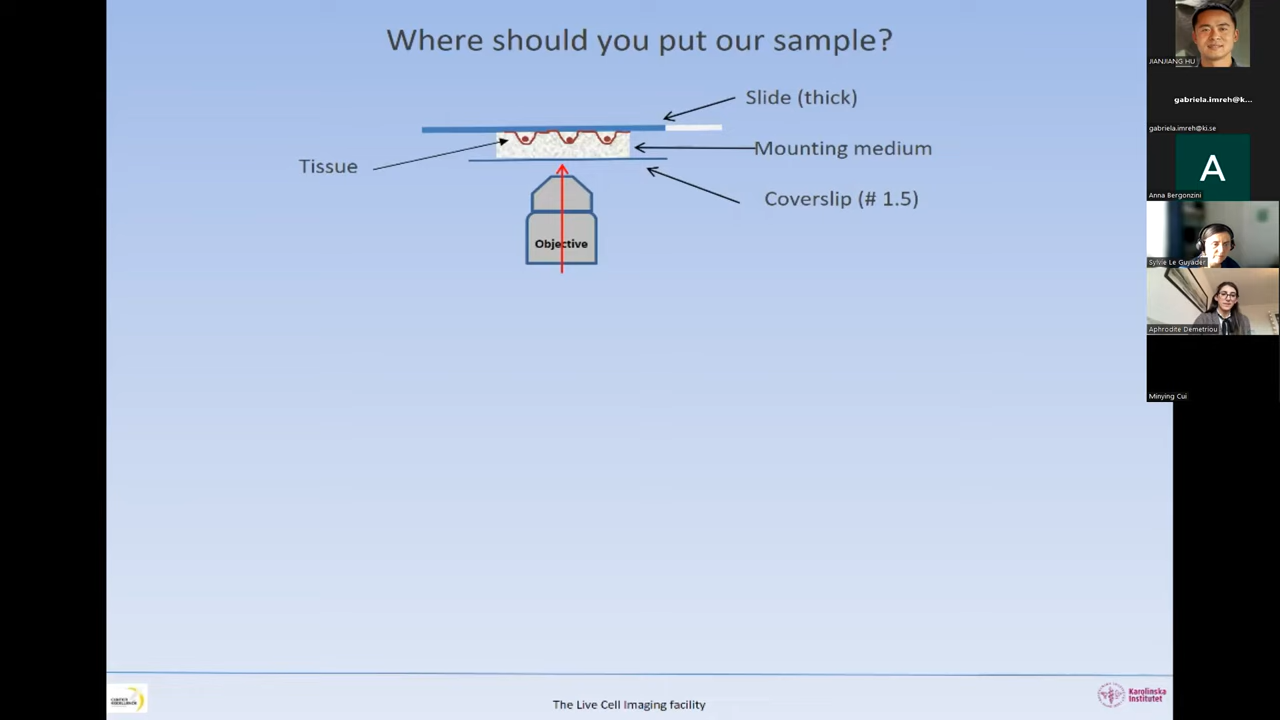 Where should you put our sample?
Slide (thick)
Tissue
Mounting medium
Coverslip (# 1.5)
Objective
The Live Cell Imaging facility
Karolinska
Institutet
JIANJIANG HU
gabriela.imreh@k...
gabriela.imreh@ki.se
A
Anna Bergonzini
Sylvie Le Guyader
Aphrodite Demetriou
Minying Cui